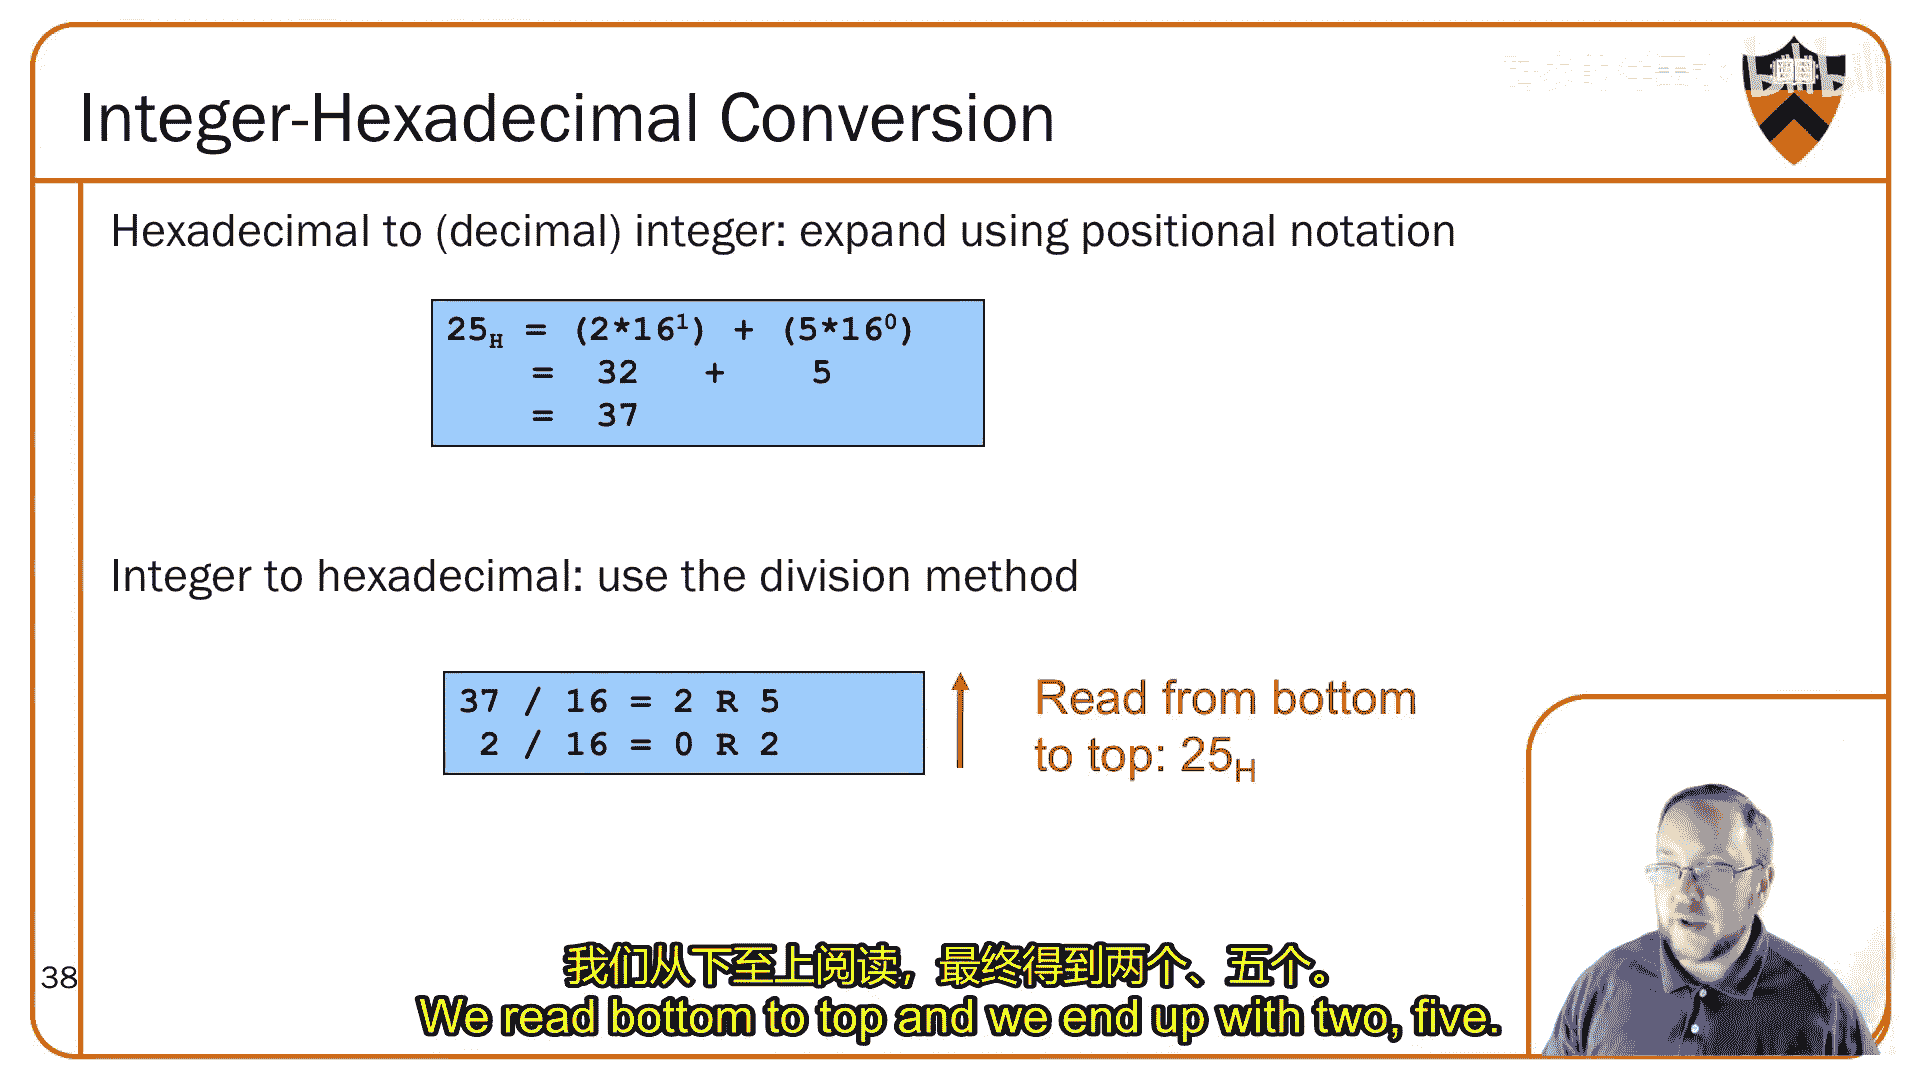 Integer-Hexadecimal Conversion
Hexadecimal to (decimal) integer: expand using positional notation
25H = (2*16¹) + (5*16⁰)
= 32 + 5
= 37
Integer to hexadecimal: use the division method
37 / 16 = 2 R 5
2 / 16 = 0 R 2
Read from bottom
to top: 25H
38
我们从下至上阅读，最终得到两个、五个。
We read bottom to top and we end up with two, five.